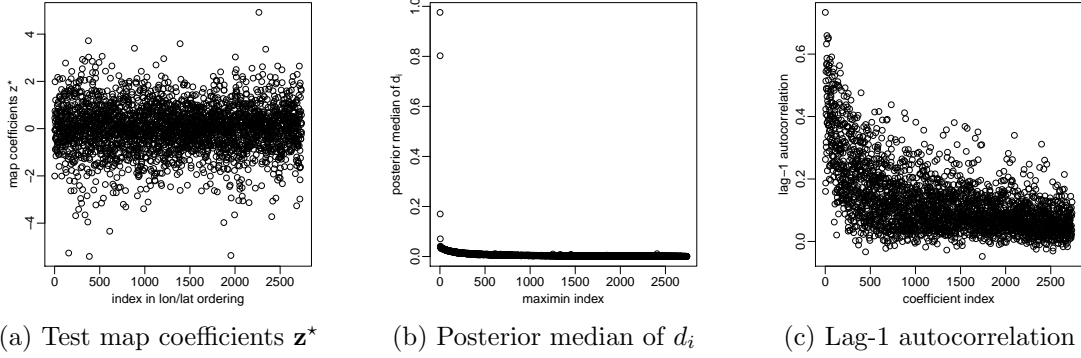 map coefficients z*
4
2
0
−2
−4
0 500 1000 1500 2000 2500
index in lon/lat ordering
posterior median of dᵢ
1.0
0.8
0.6
0.4
0.2
0.0
0 500 1000 1500 2000 2500
maximin index
lag−1 autocorrelation
0.6
0.4
0.2
0.0
0 500 1000 1500 2000 2500
coefficient index
(a) Test map coefficients z⋆
(b) Posterior median of dᵢ
(c) Lag-1 autocorrelation